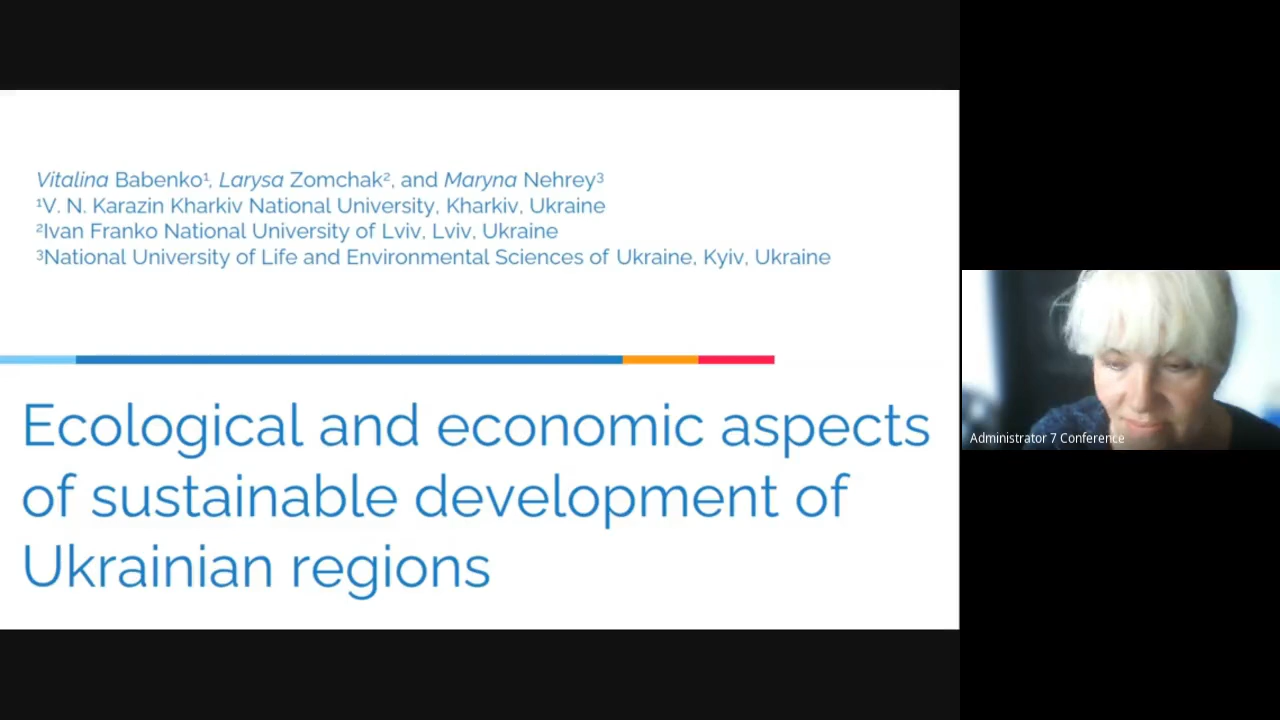 Vitalina Babenko¹, Larysa Zomchak², and Maryna Nehrey³
¹V. N. Karazin Kharkiv National University, Kharkiv, Ukraine
²Ivan Franko National University of Lviv, Lviv, Ukraine
³National University of Life and Environmental Sciences of Ukraine, Kyiv, Ukraine
Ecological and economic aspects
of sustainable development of
Ukrainian regions
Administrator 7 Conference